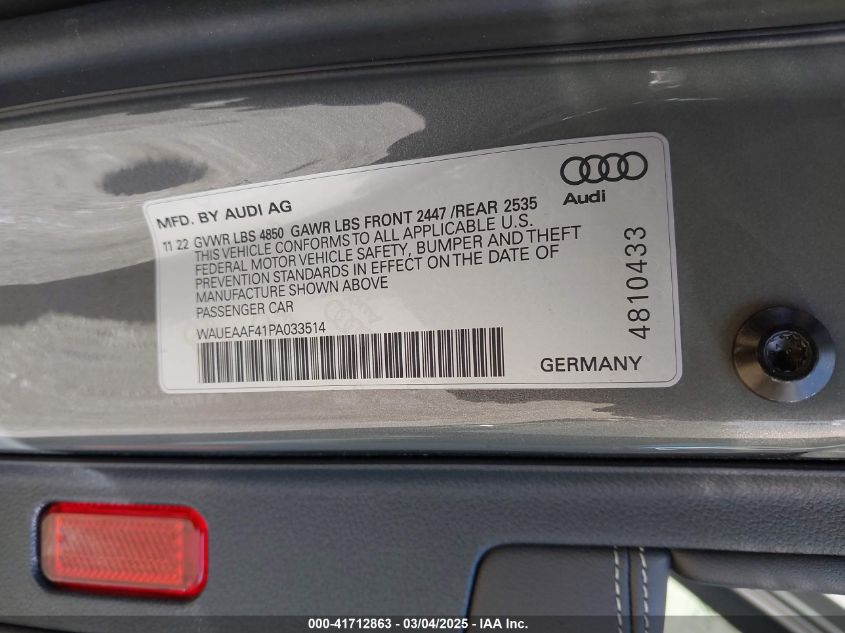 Audi
MFD. BY AUDI AG
11 22 GVWR LBS 4850 GAWR LBS FRONT 2447 /REAR 2535
THIS VEHICLE CONFORMS TO ALL APPLICABLE U.S.
FEDERAL MOTOR VEHICLE SAFETY, BUMPER AND THEFT
PREVENTION STANDARDS IN EFFECT ON THE DATE OF
MANUFACTURE SHOWN ABOVE
PASSENGER CAR
WAUEAAF41PA033514
GERMANY
4810433
000-41712863 - 03/04/2025 - IAA Inc.